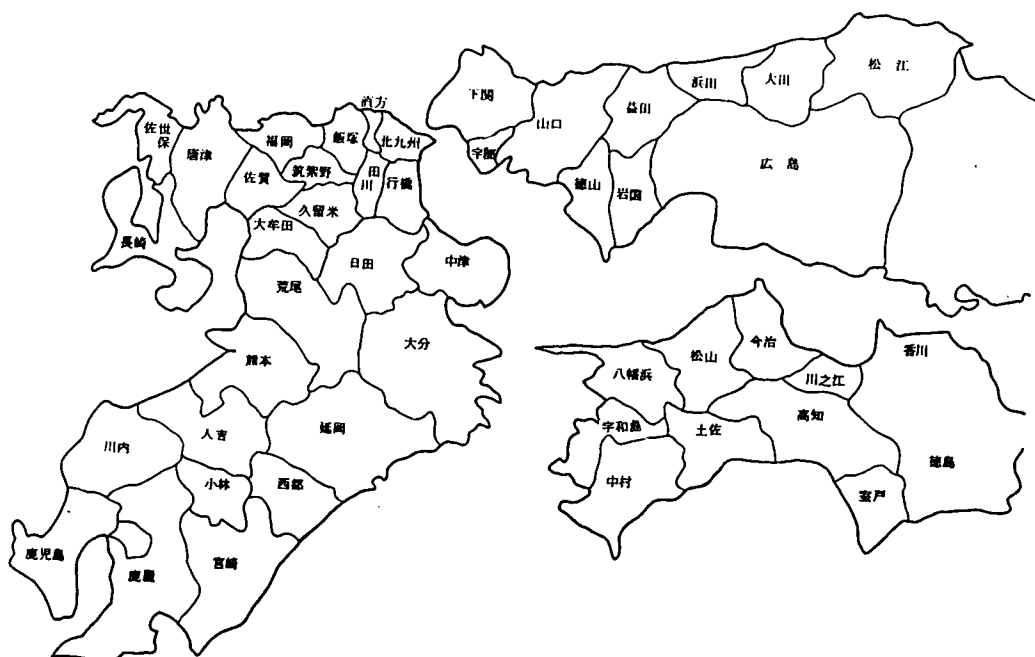 佐世保
唐津
長崎
福岡
飯塚
直方
北九州
筑紫野
佐賀
田川
行橋
久留米
大牟田
日田
中津
荒尾
大分
熊本
人吉
延岡
川内
小林
西都
鹿児島
鹿屋
宮崎
下関
宇部
山口
益田
浜田
大田
松江
徳山
岩国
広島
八幡浜
松山
今治
川之江
香川
宇和島
土佐
高知
徳島
中村
室戸